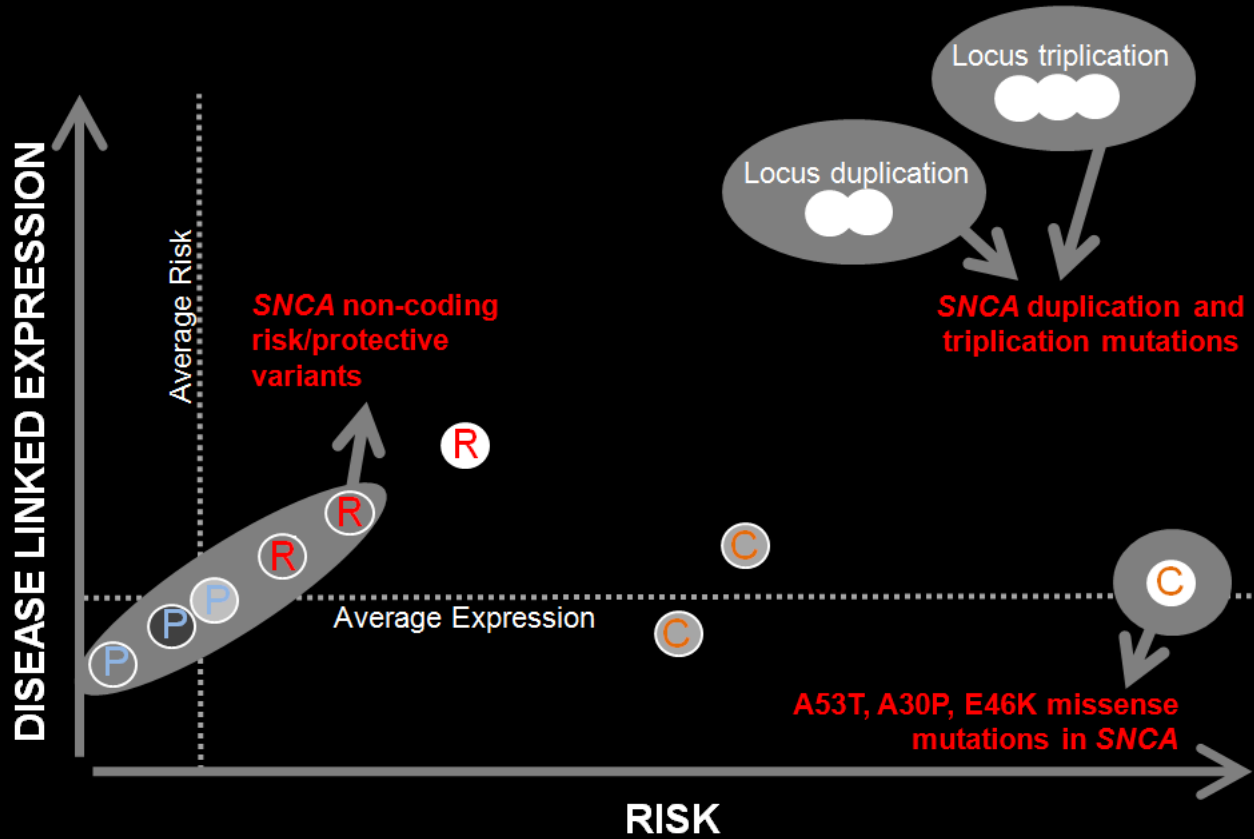 Locus triplication
Locus duplication
DISEASE LINKED EXPRESSION
Average Risk
SNCA non-coding
risk/protective
variants
SNCA duplication and
triplication mutations
R
R
R
P
P
P
C
C
C
Average Expression
A53T, A30P, E46K missense
mutations in SNCA
RISK